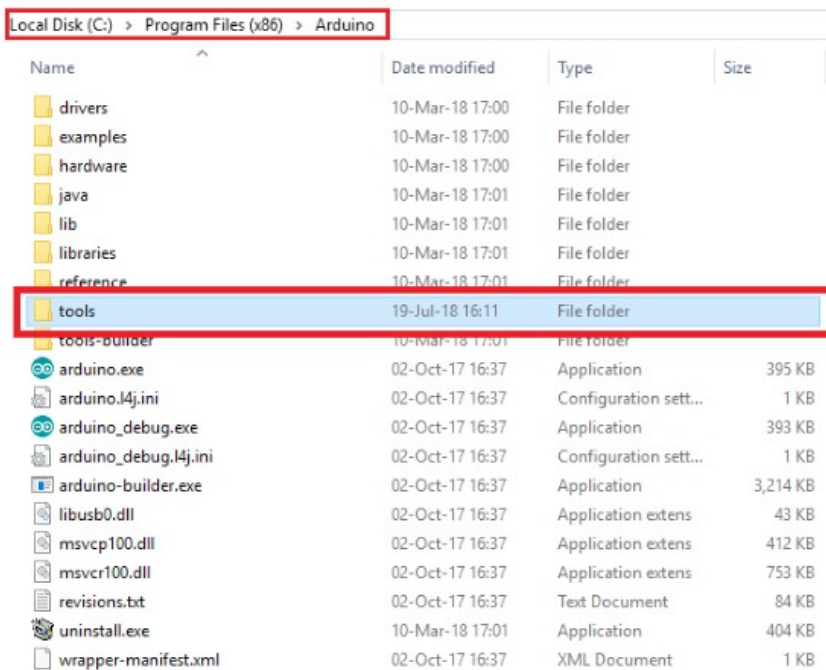 Local Disk (C:) > Program Files (x86) > Arduino
Name Date modified Type Size
drivers 10-Mar-18 17:00 File folder
examples 10-Mar-18 17:00 File folder
hardware 10-Mar-18 17:00 File folder
java 10-Mar-18 17:01 File folder
lib 10-Mar-18 17:01 File folder
libraries 10-Mar-18 17:01 File folder
reference 10-Mar-18 17:01 File folder
tools 19-Jul-18 16:11 File folder
tools-builder 10-Mar-18 17:01 File folder
arduino.exe 02-Oct-17 16:37 Application 395 KB
arduino.l4j.ini 02-Oct-17 16:37 Configuration sett... 1 KB
arduino_debug.exe 02-Oct-17 16:37 Application 393 KB
arduino_debug.l4j.ini 02-Oct-17 16:37 Configuration sett... 1 KB
arduino-builder.exe 02-Oct-17 16:37 Application 3,214 KB
libusb0.dll 02-Oct-17 16:37 Application extens 43 KB
msvcp100.dll 02-Oct-17 16:37 Application extens 412 KB
msvcr100.dll 02-Oct-17 16:37 Application extens 753 KB
revisions.txt 02-Oct-17 16:37 Text Document 84 KB
uninstall.exe 10-Mar-18 17:01 Application 404 KB
wrapper-manifest.xml 02-Oct-17 16:37 XML Document 1 KB